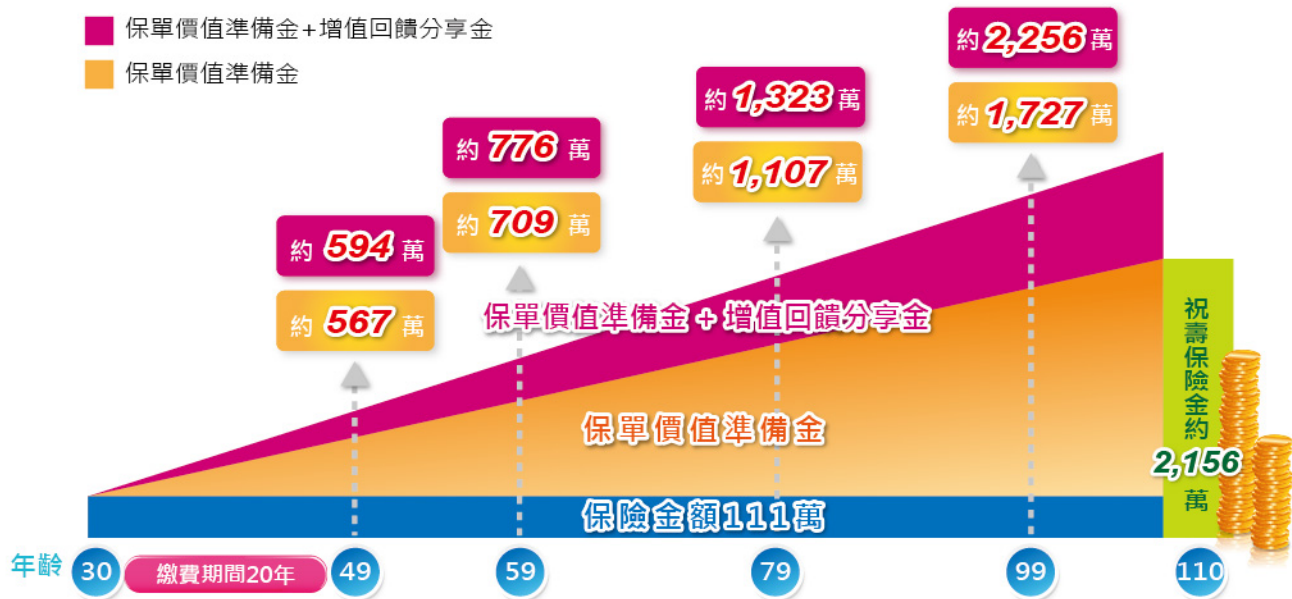 保單價值準備金+增值回饋分享金
保單價值準備金
約 2,256 萬
約 1,727 萬
約 1,323 萬
約 1,107 萬
約 776 萬
約 709 萬
約 594 萬
約 567 萬
保單價值準備金 + 增值回饋分享金
保單價值準備金
保險金額111萬
祝壽保險金約
2,156
萬
年齡 30 繳費期間20年 49 59 79 99 110